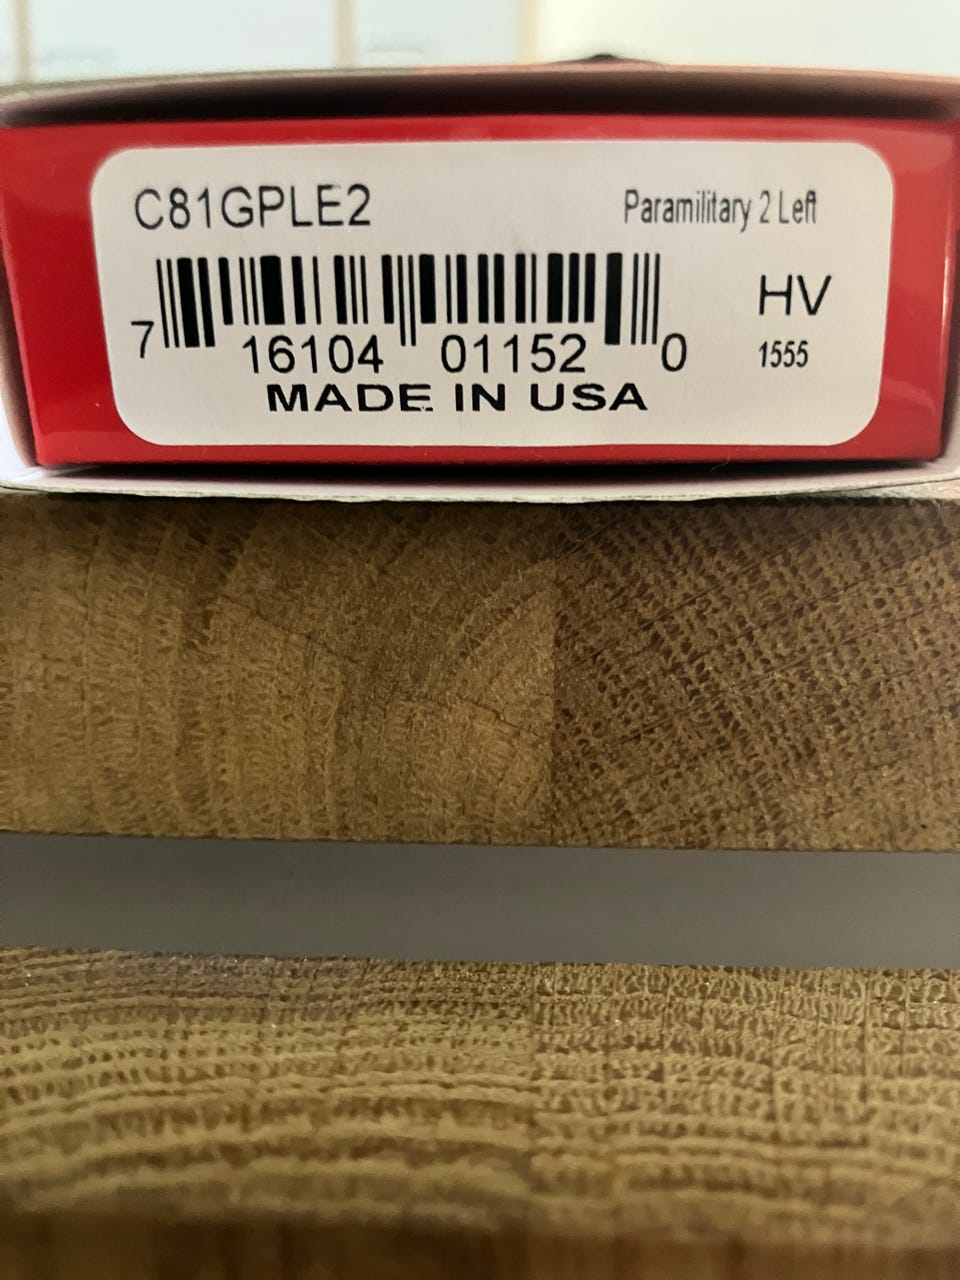 C81GPLE2 Paramilitary 2 Left
HV
7 16104 01152 0 1555
MADE IN USA